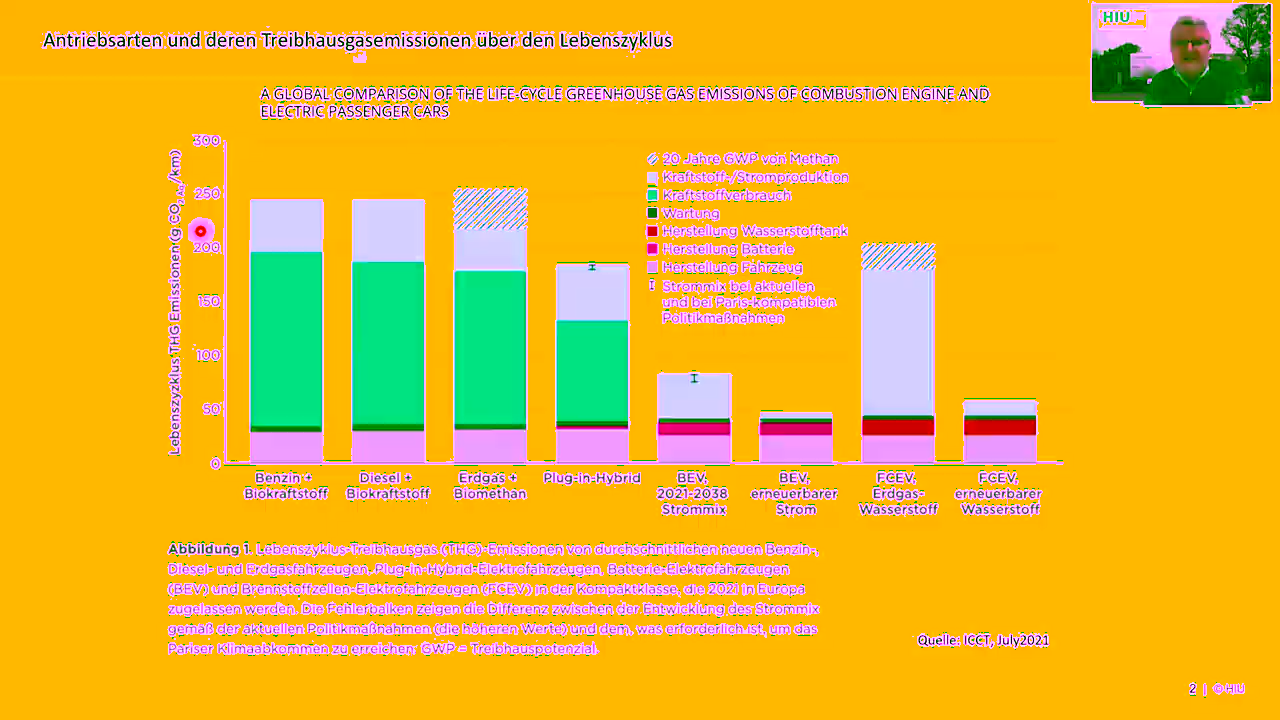 HIU
Antriebsarten und deren Treibhausgasemissionen über den Lebenszyklus
A GLOBAL COMPARISON OF THE LIFE-CYCLE GREENHOUSE GAS EMISSIONS OF COMBUSTION ENGINE AND
ELECTRIC PASSENGER CARS
Lebenszyzklus THG Emissionen (g CO2 Äq/km)
300
250
200
150
100
50
0
20 Jahre GWP von Methan
Kraftstoff-/Stromproduktion
Kraftstoffverbrauch
Wartung
Herstellung Wasserstofftank
Herstellung Batterie
Herstellung Fahrzeug
Strommix bei aktuellen
und bei Paris-kompatiblen
Politikmaßnahmen
Benzin +
Biokraftstoff
Diesel +
Biokraftstoff
Erdgas +
Biomethan
Plug-in-Hybrid
BEV,
2021-2038
Strommix
BEV,
erneuerbarer
Strom
FCEV,
Erdgas-
Wasserstoff
FCEV,
erneuerbarer
Wasserstoff
Abbildung 1. Lebenszyklus-Treibhausgas (THG)-Emissionen von durchschnittlichen neuen Benzin-,
Diesel- und Erdgasfahrzeugen, Plug-In-Hybrid-Elektrofahrzeugen, Batterie-Elektrofahrzeugen
(BEV) und Brennstoffzellen-Elektrofahrzeugen (FCEV) in der Kompaktklasse, die 2021 in Europa
zugelassen werden. Die Fehlerbalken zeigen die Differenz zwischen der Entwicklung des Strommix
gemäß der aktuellen Politikmaßnahmen (die höheren Werte) und dem, was erforderlich ist, um das
Pariser Klimaabkommen zu erreichen; GWP = Treibhauspotenzial.
Quelle: ICCT, July2021
2 | © HIU